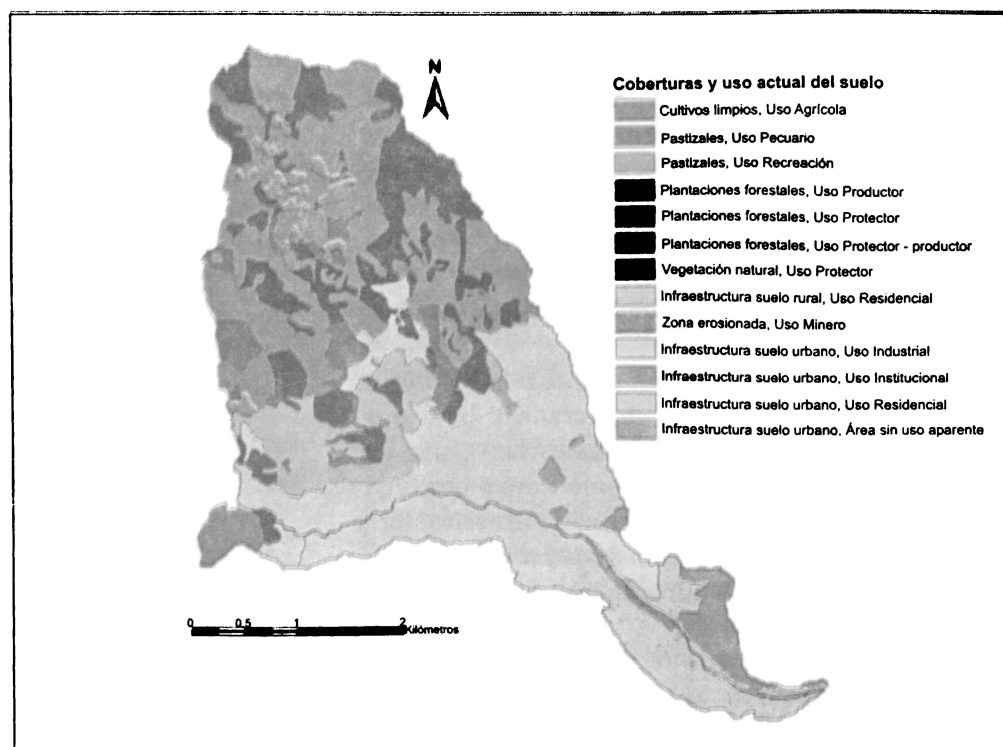 N
Coberturas y uso actual del suelo
Cultivos limpios, Uso Agrícola
Pastizales, Uso Pecuario
Pastizales, Uso Recreación
Plantaciones forestales, Uso Productor
Plantaciones forestales, Uso Protector
Plantaciones forestales, Uso Protector - productor
Vegetación natural, Uso Protector
Infraestructura suelo rural, Uso Residencial
Zona erosionada, Uso Minero
Infraestructura suelo urbano, Uso Industrial
Infraestructura suelo urbano, Uso Institucional
Infraestructura suelo urbano, Uso Residencial
Infraestructura suelo urbano, Área sin uso aparente
0 0,5 1 2
Kilómetros